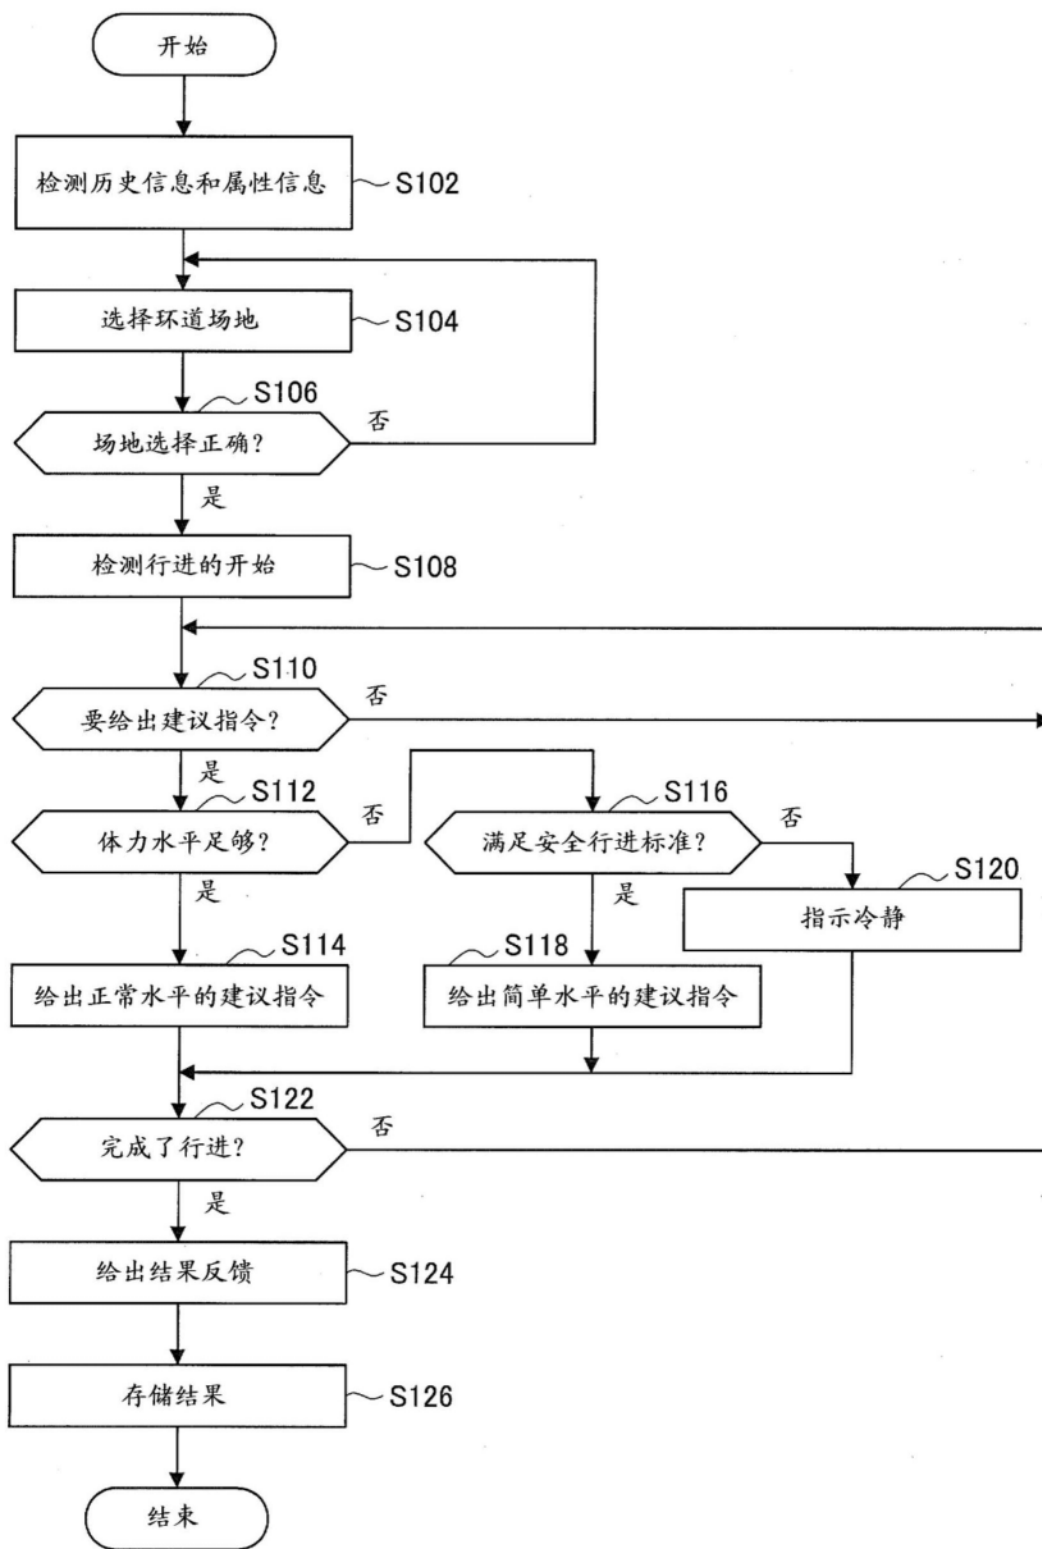 开始
检测历史信息和属性信息
S102
选择环道场地
S104
S106
场地选择正确?
否
是
检测行进的开始
S108
S110
要给出建议指令?
否
是
S112
体力水平足够?
否
是
S116
满足安全行进标准?
否
是
S120
指示冷静
S114
给出正常水平的建议指令
S118
给出简单水平的建议指令
S122
完成了行进?
否
是
给出结果反馈
S124
存储结果
S126
结束